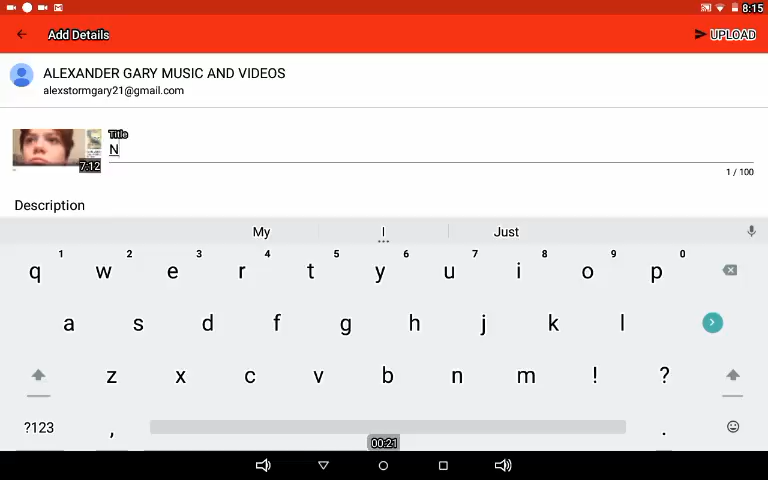 8:15
Add Details
UPLOAD
ALEXANDER GARY MUSIC AND VIDEOS
alexstormgary21@gmail.com
7:12
Title
N
1 / 100
Description
My I Just
1 2 3 4 5 6 7 8 9 0
q w e r t y u i o p
a s d f g h j k l
z x c v b n m ! ?
?123 , .
00:21